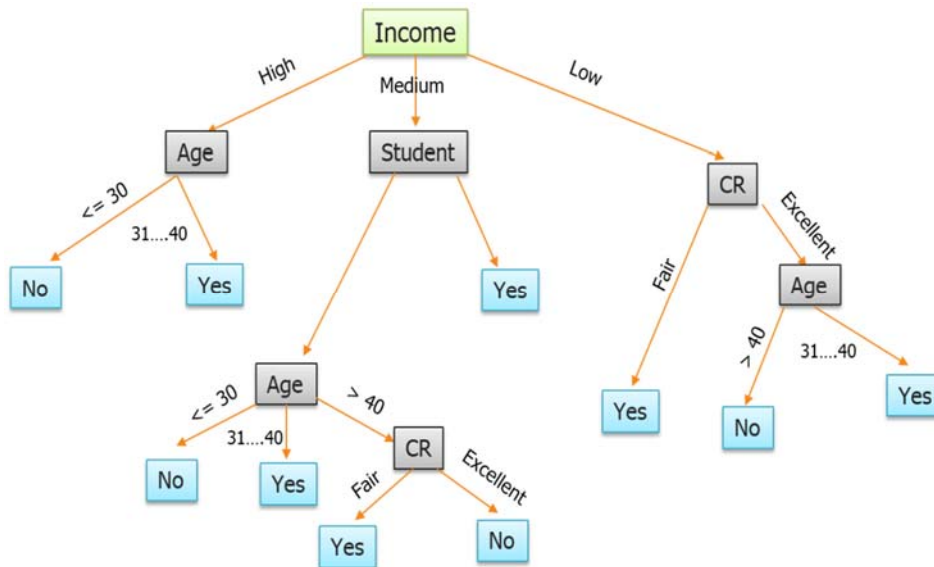 Income
High
Medium
Low
Age
Student
CR
<= 30
31....40
Fair
Excellent
No
Yes
Yes
Age
> 40
31....40
Age
<= 30
31....40
> 40
Yes
No
Yes
No
Yes
CR
Fair
Excellent
Yes
No